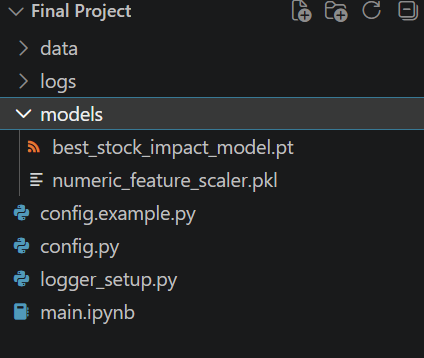 Final Project
data
logs
models
best_stock_impact_model.pt
numeric_feature_scaler.pkl
config.example.py
config.py
logger_setup.py
main.ipynb